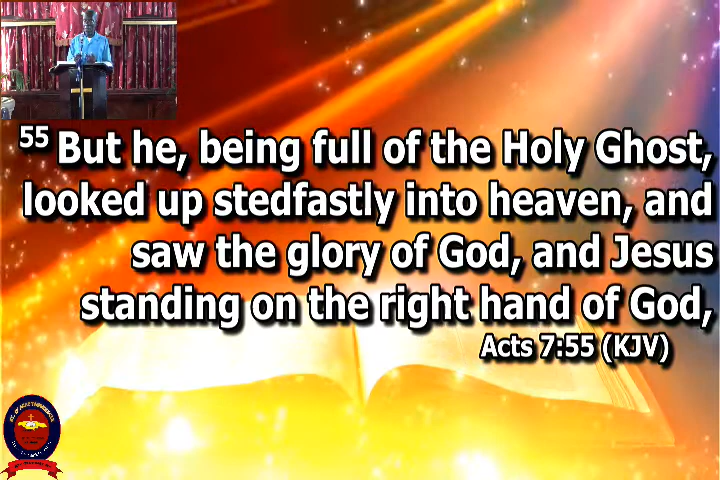 55 But he, being full of the Holy Ghost,
looked up stedfastly into heaven, and
saw the glory of God, and Jesus
standing on the right hand of God,
Acts 7:55 (KJV)